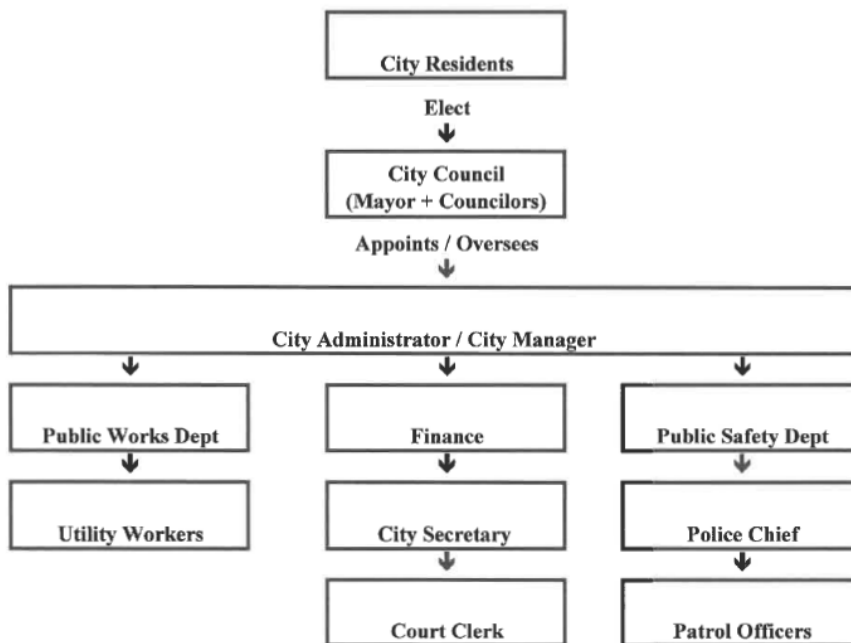 City Residents
Elect
City Council
(Mayor + Councilors)
Appoints / Oversees
City Administrator / City Manager
Public Works Dept
Finance
Public Safety Dept
Utility Workers
City Secretary
Police Chief
Court Clerk
Patrol Officers